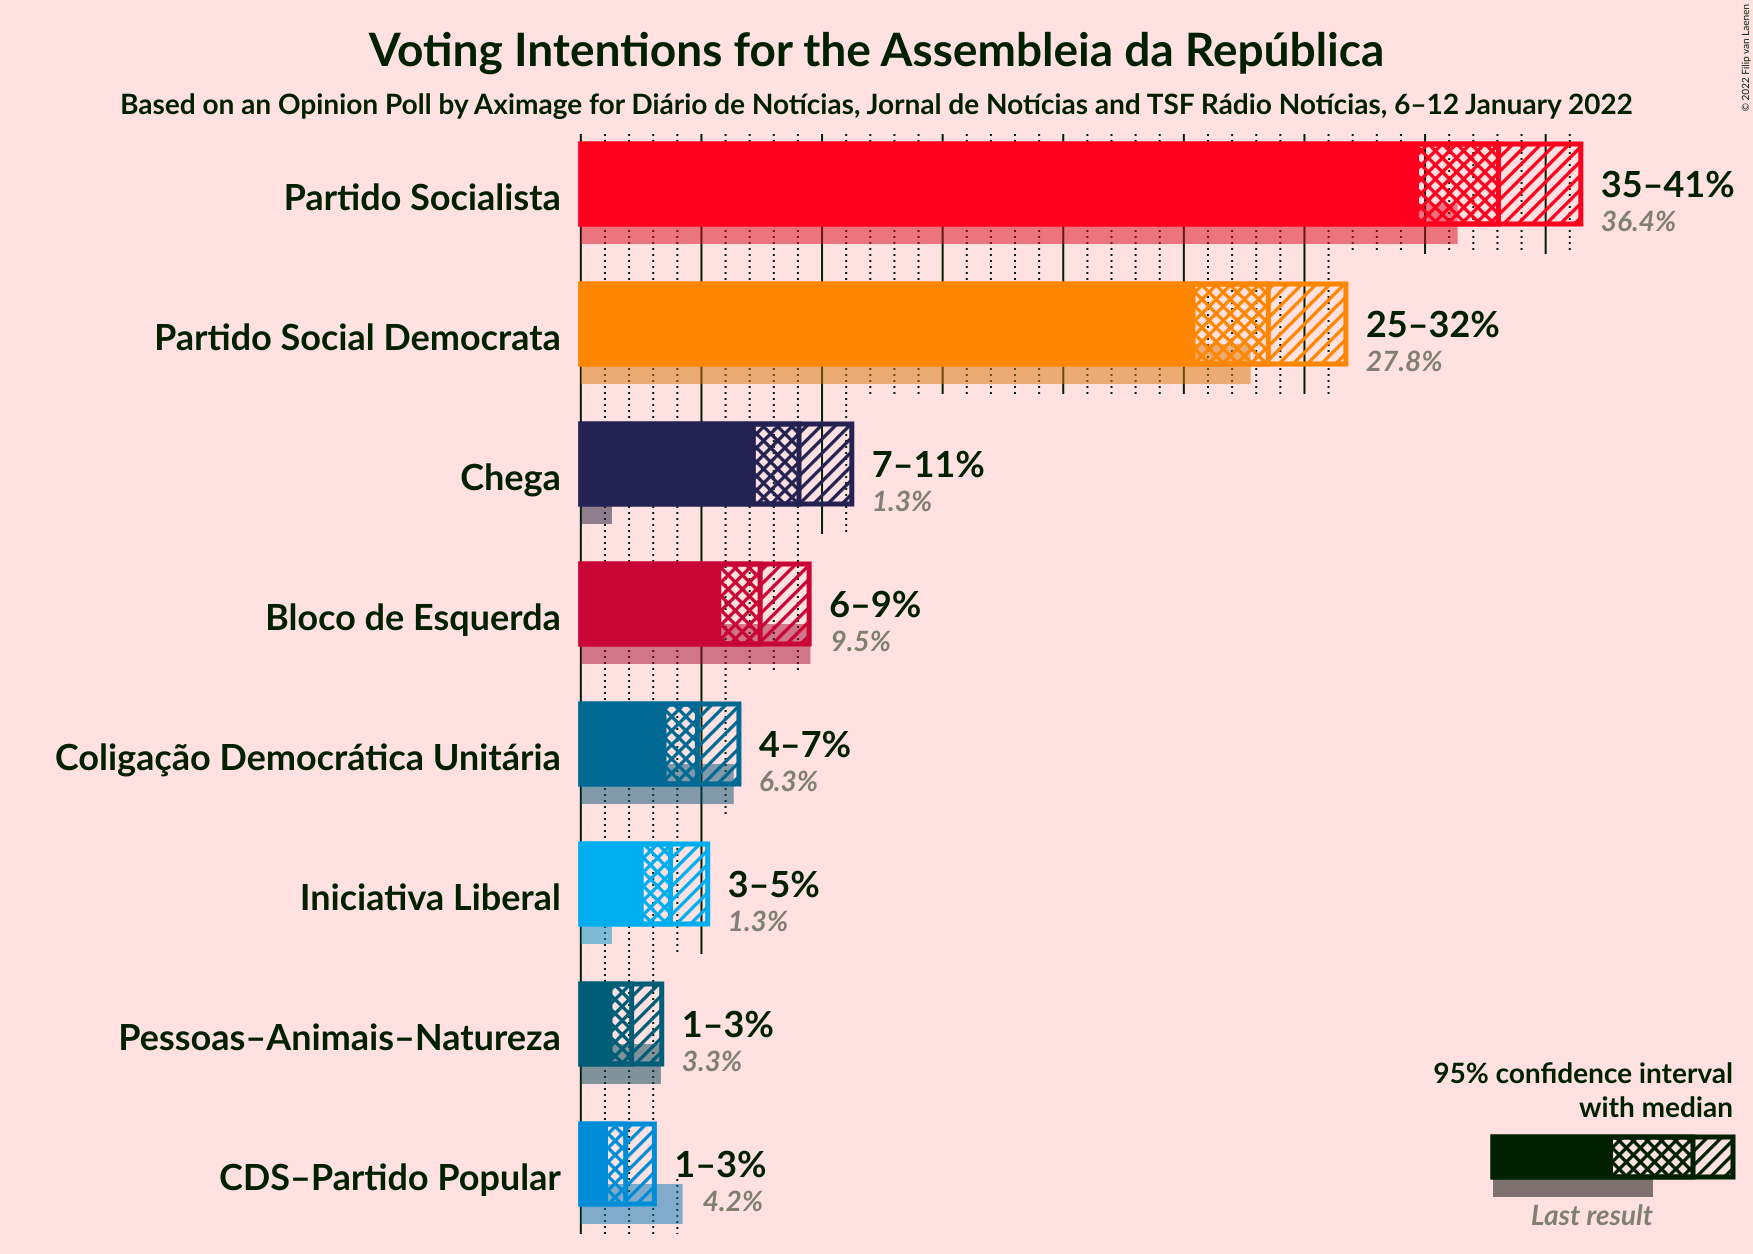 Voting Intentions for the Assembleia da República
Based on an Opinion Poll by Aximage for Diário de Notícias, Jornal de Notícias and TSF Rádio Notícias, 6–12 January 2022
© 2022 Filip van Laenen
Partido Socialista
35–41%
36.4%
Partido Social Democrata
25–32%
27.8%
Chega
7–11%
1.3%
Bloco de Esquerda
6–9%
9.5%
Coligação Democrática Unitária
4–7%
6.3%
Iniciativa Liberal
3–5%
1.3%
Pessoas–Animais–Natureza
1–3%
3.3%
CDS–Partido Popular
1–3%
4.2%
95% confidence interval
with median
Last result